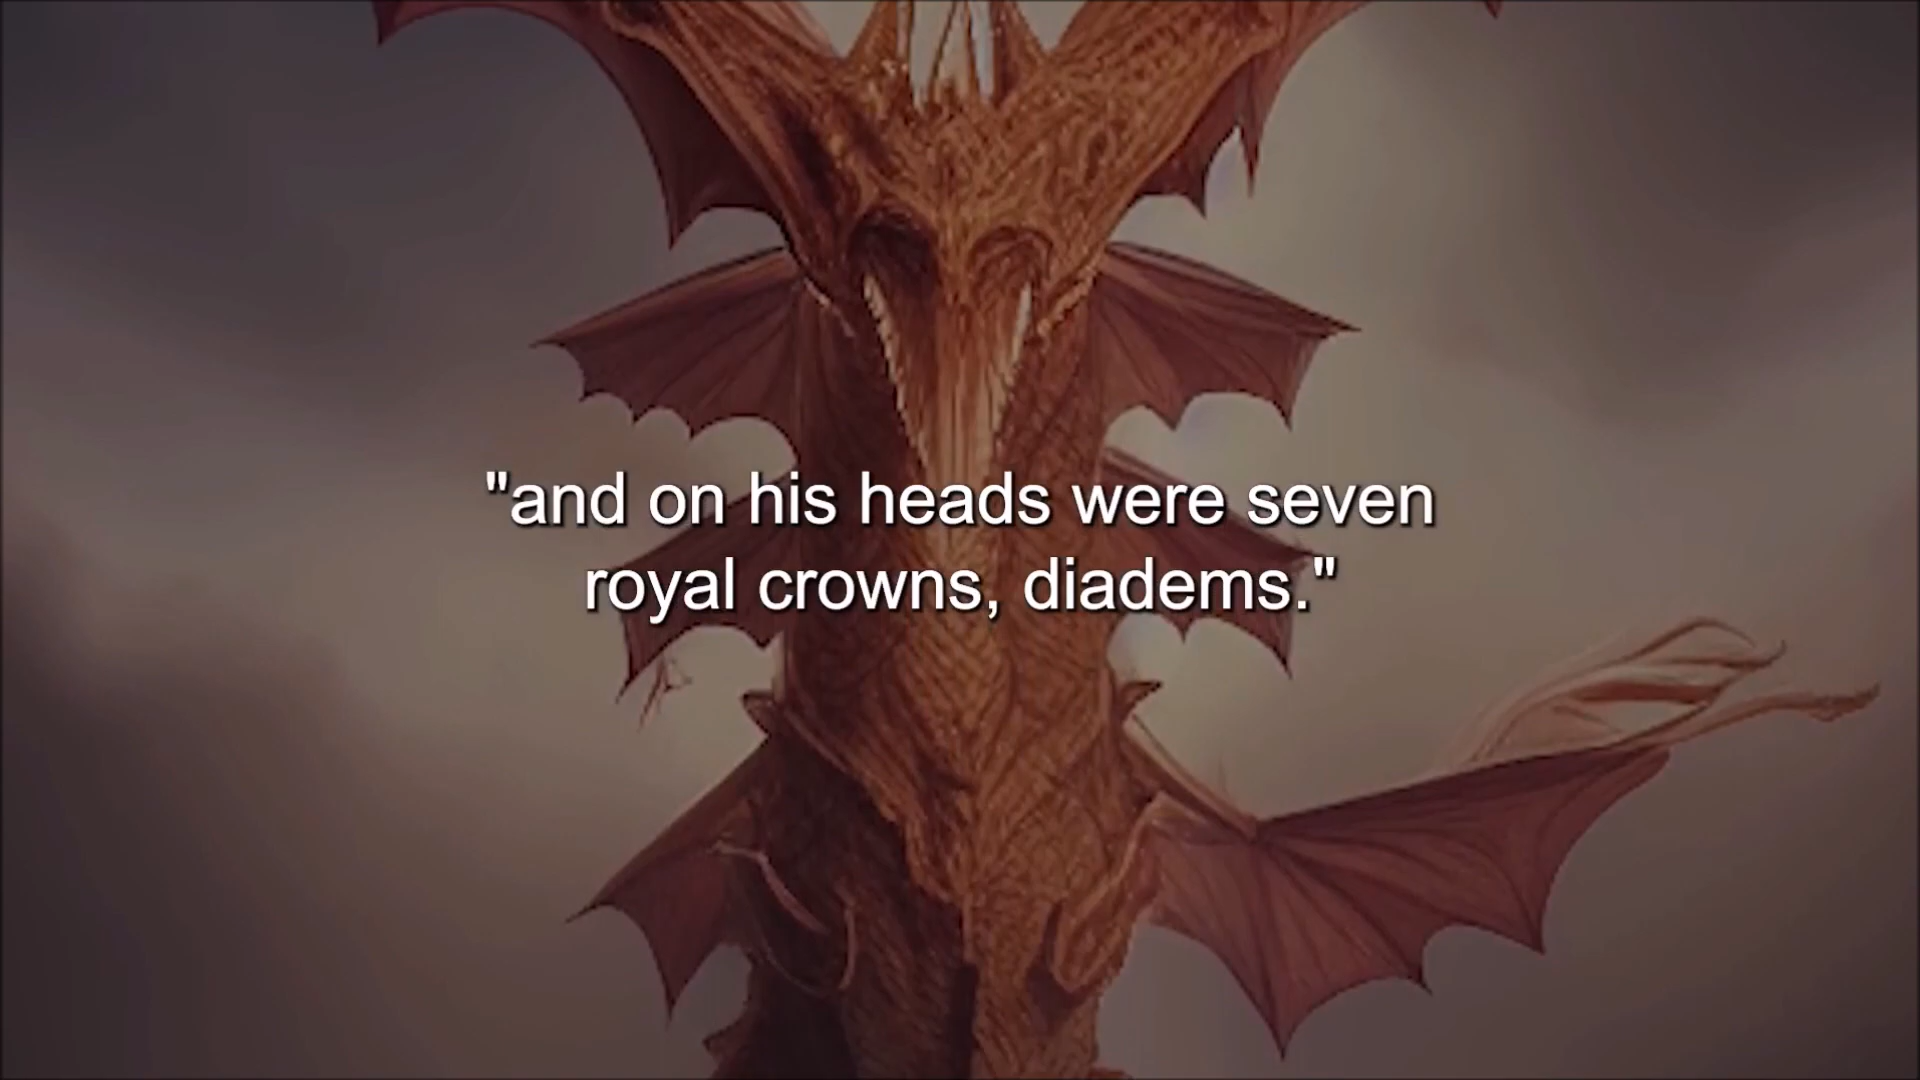 "and on his heads were seven
royal crowns, diadems."